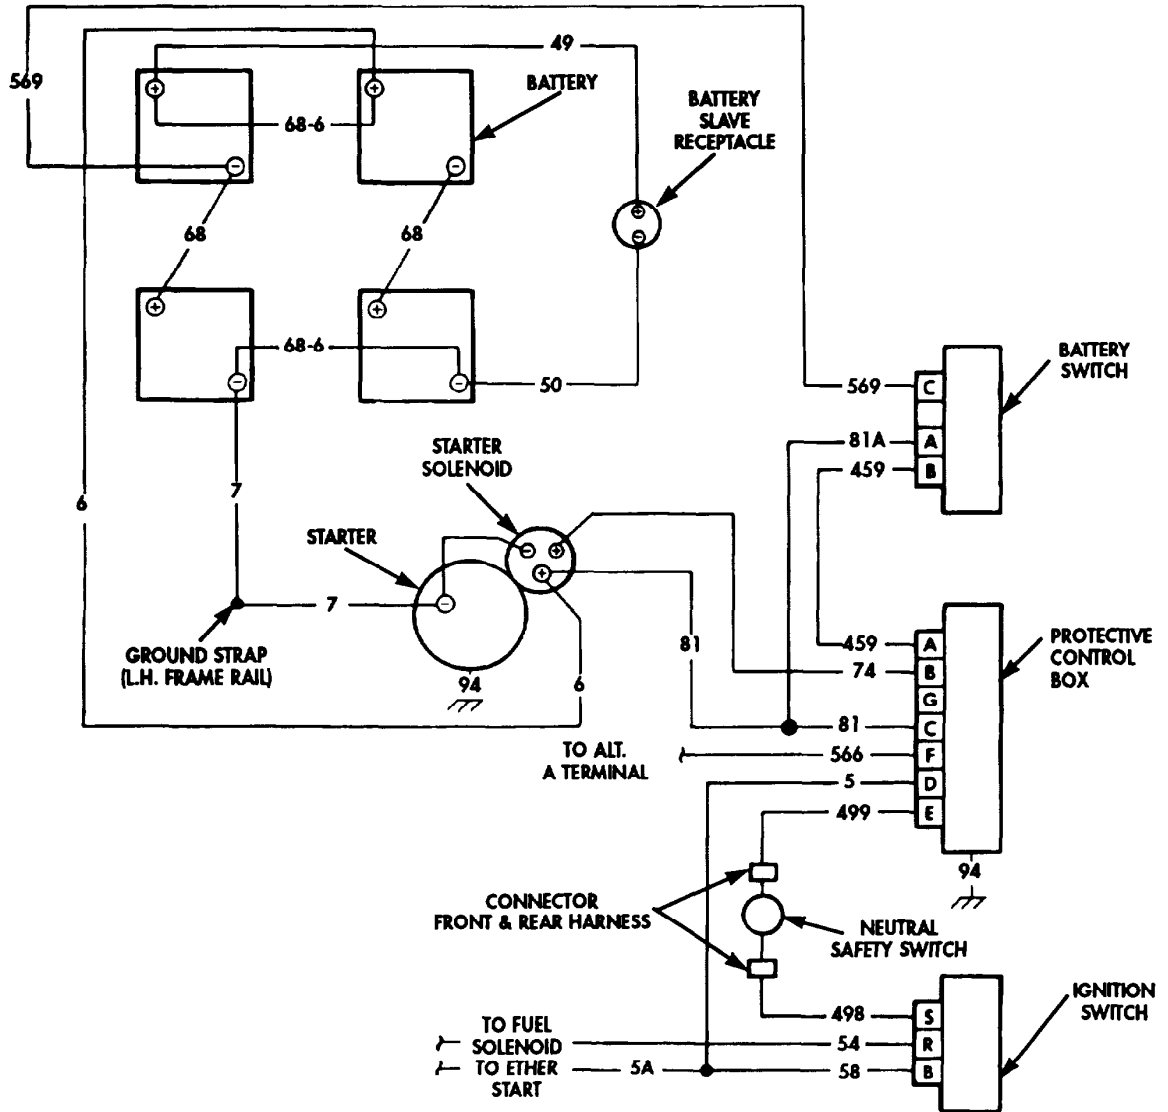 49
569
BATTERY
68-6
BATTERY
SLAVE
RECEPTACLE
68
68
68-6
50
BATTERY
SWITCH
569
C
81A
A
459
B
STARTER
SOLENOID
6
7
STARTER
7
GROUND STRAP
(L.H. FRAME RAIL)
94
6
81
459
A
74
B
G
81
C
566
F
5
D
499
E
PROTECTIVE
CONTROL
BOX
TO ALT.
A TERMINAL
94
CONNECTOR
FRONT & REAR HARNESS
NEUTRAL
SAFETY SWITCH
IGNITION
SWITCH
498
S
TO FUEL
SOLENOID
54
R
TO ETHER
START
5A
58
B